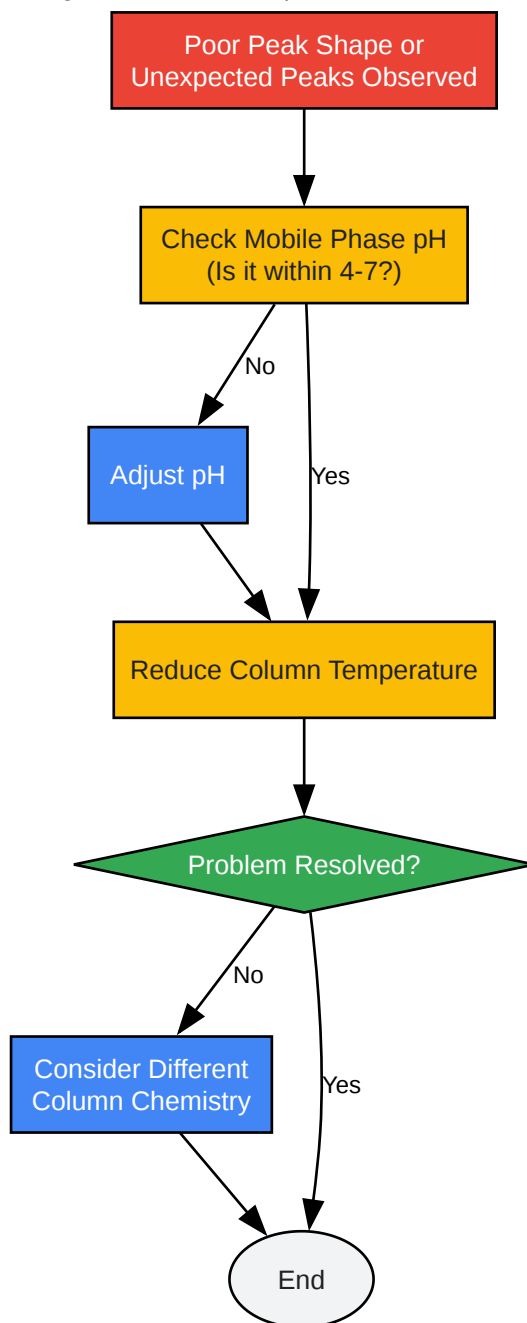 Poor Peak Shape or
Unexpected Peaks Observed
Check Mobile Phase pH
(Is it within 4-7?)
No
Adjust pH
Yes
Reduce Column Temperature
Problem Resolved?
No
Consider Different
Column Chemistry
Yes
End